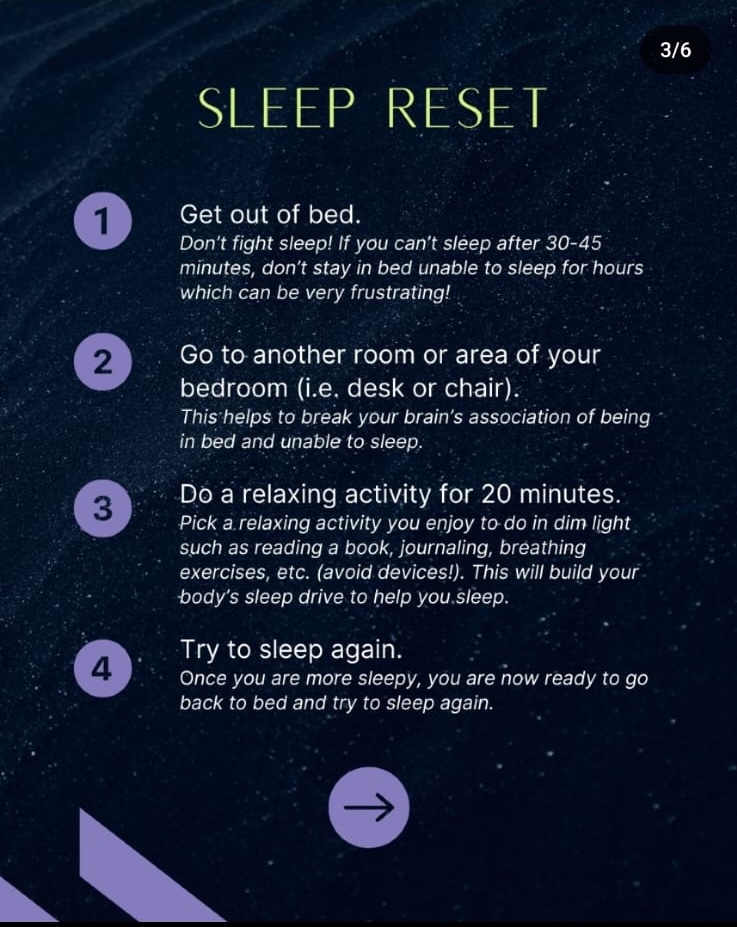 3/6
SLEEP RESET
1
Get out of bed.
Don't fight sleep! If you can't sleep after 30-45
minutes, don't stay in bed unable to sleep for hours
which can be very frustrating!
2
Go to another room or area of your
bedroom (i.e. desk or chair).
This helps to break your brain's association of being
in bed and unable to sleep.
3
Do a relaxing activity for 20 minutes.
Pick a relaxing activity you enjoy to do in dim light
such as reading a book, journaling, breathing
exercises, etc. (avoid devices!). This will build your
body's sleep drive to help you sleep.
4
Try to sleep again.
Once you are more sleepy, you are now ready to go
back to bed and try to sleep again.